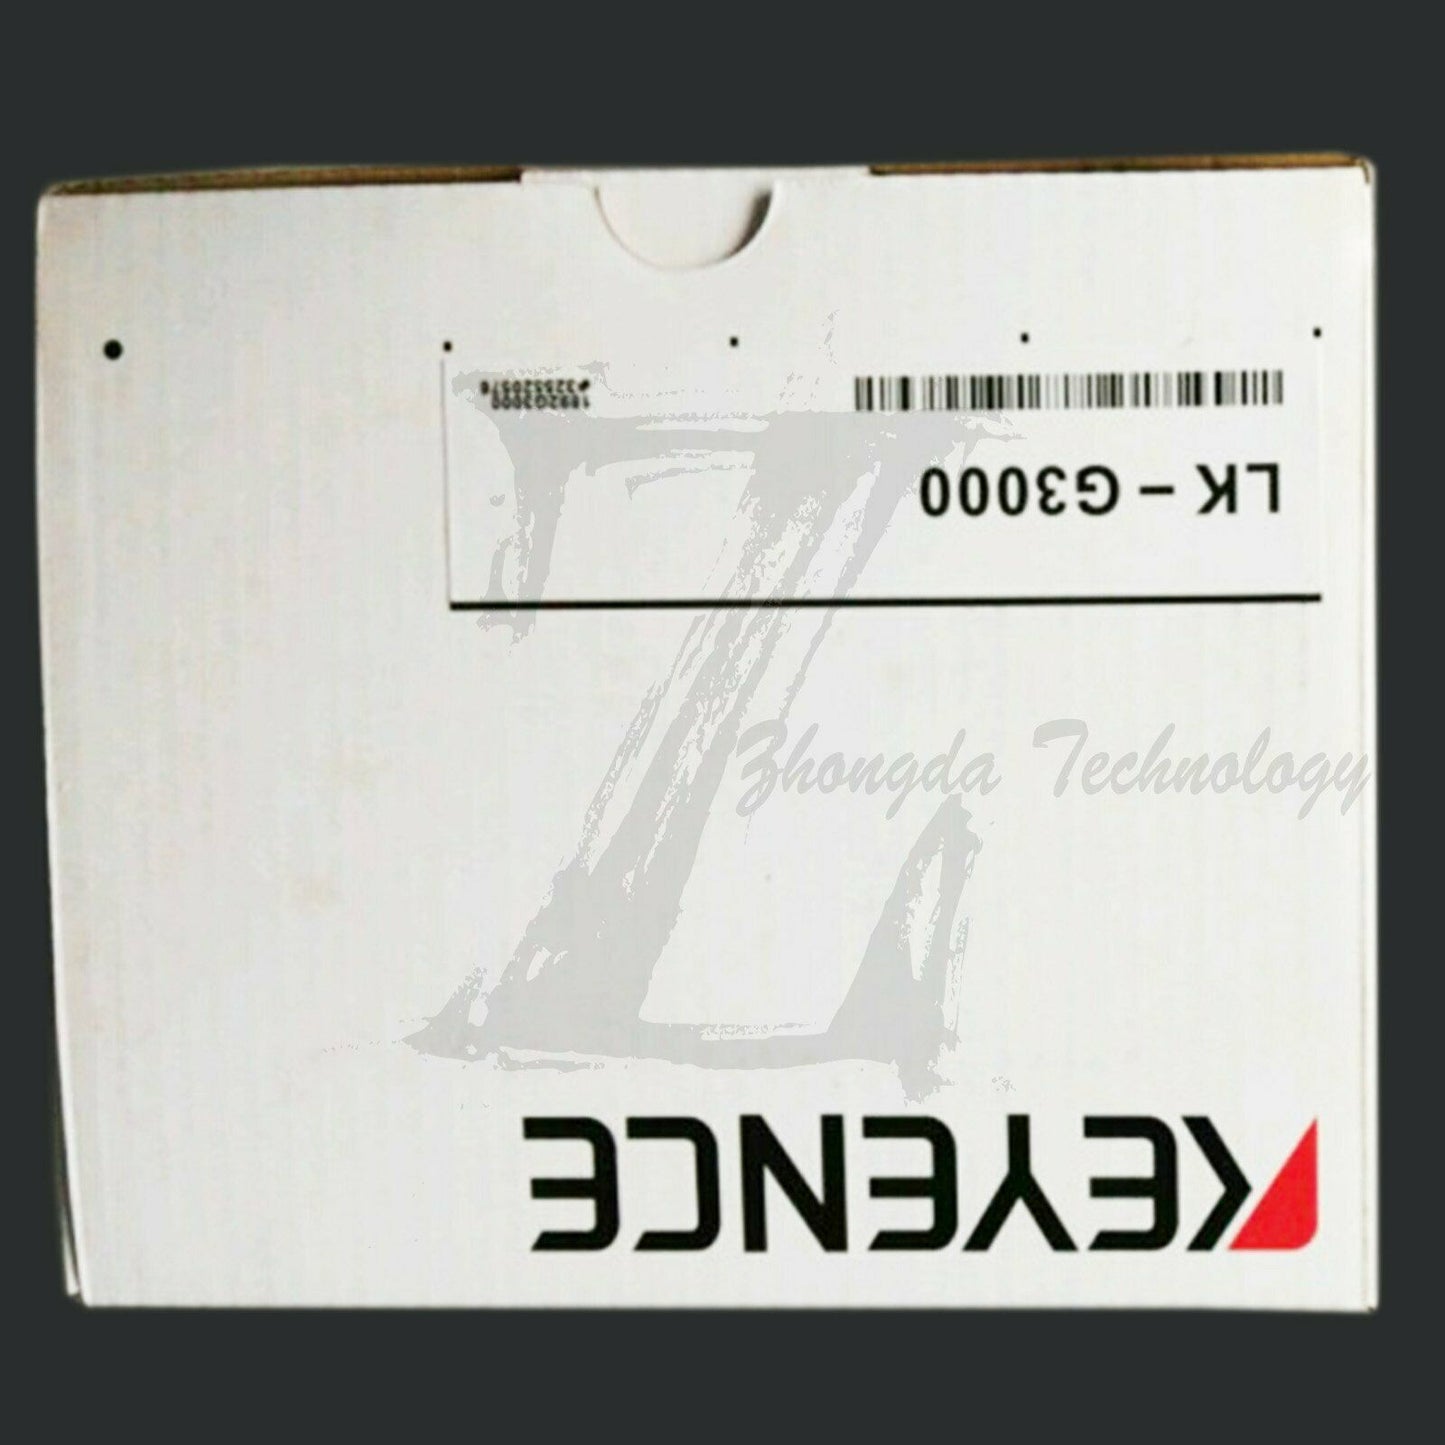 LK-G3000
Z
Zhongda Technology
KEYENCE